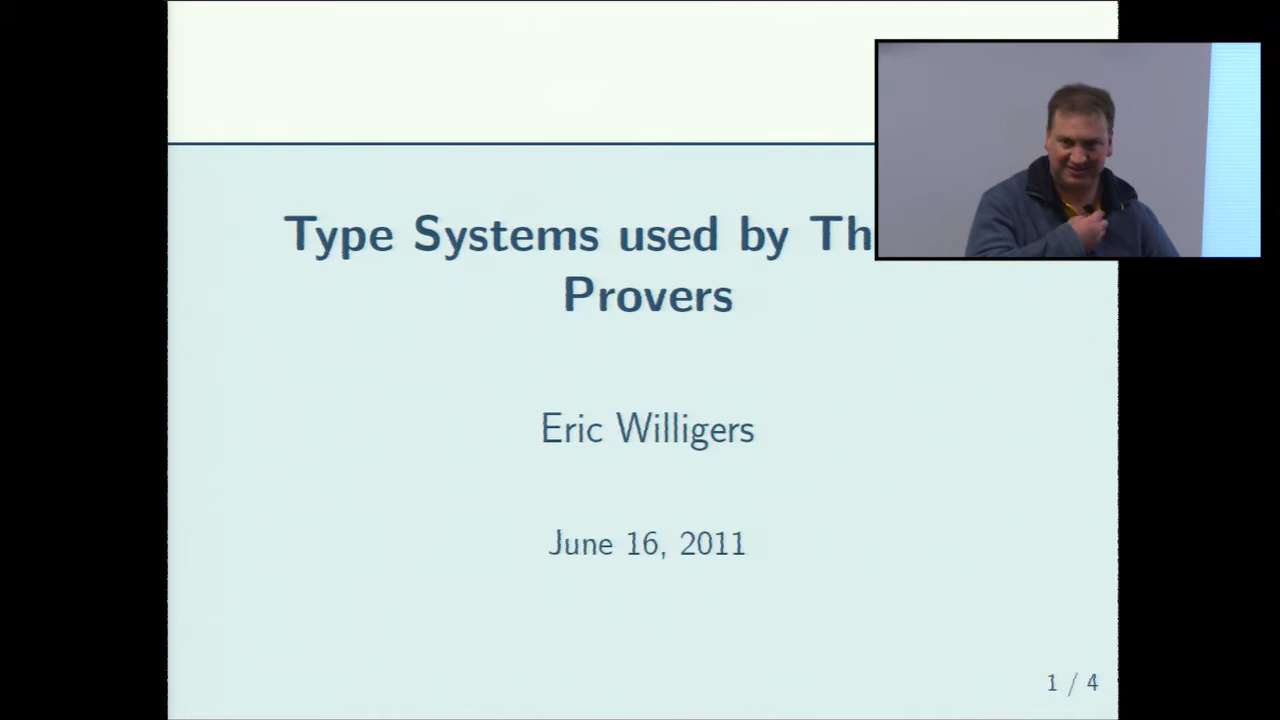 Type Systems used by Th
Provers
Eric Willigers
June 16, 2011
1 / 4